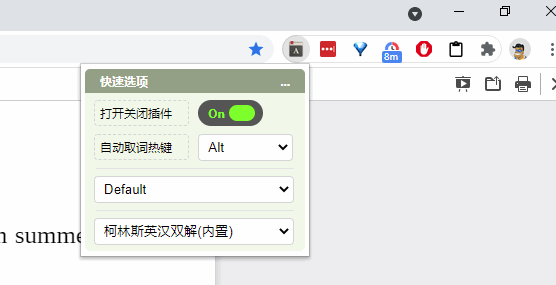 8m
快速选项 ...
打开关闭插件 On
自动取词热键 Alt
Default
柯林斯英汉双解(内置)
summe